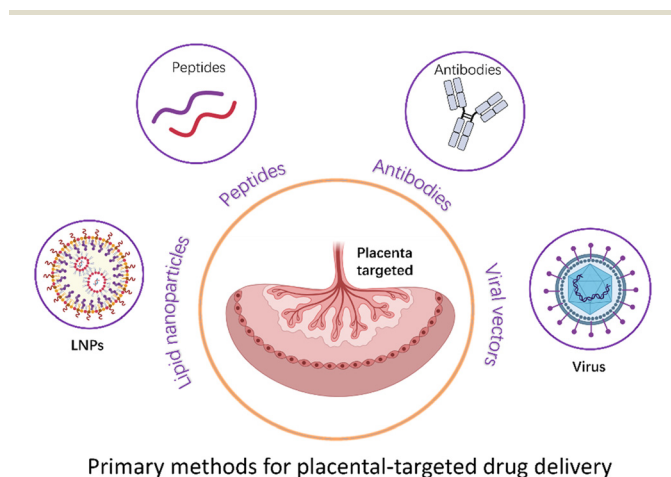 Peptides
Antibodies
Peptides
Antibodies
Lipid nanoparticles
Placenta
targeted
Viral vectors
LNPs
Virus
Primary methods for placental-targeted drug delivery